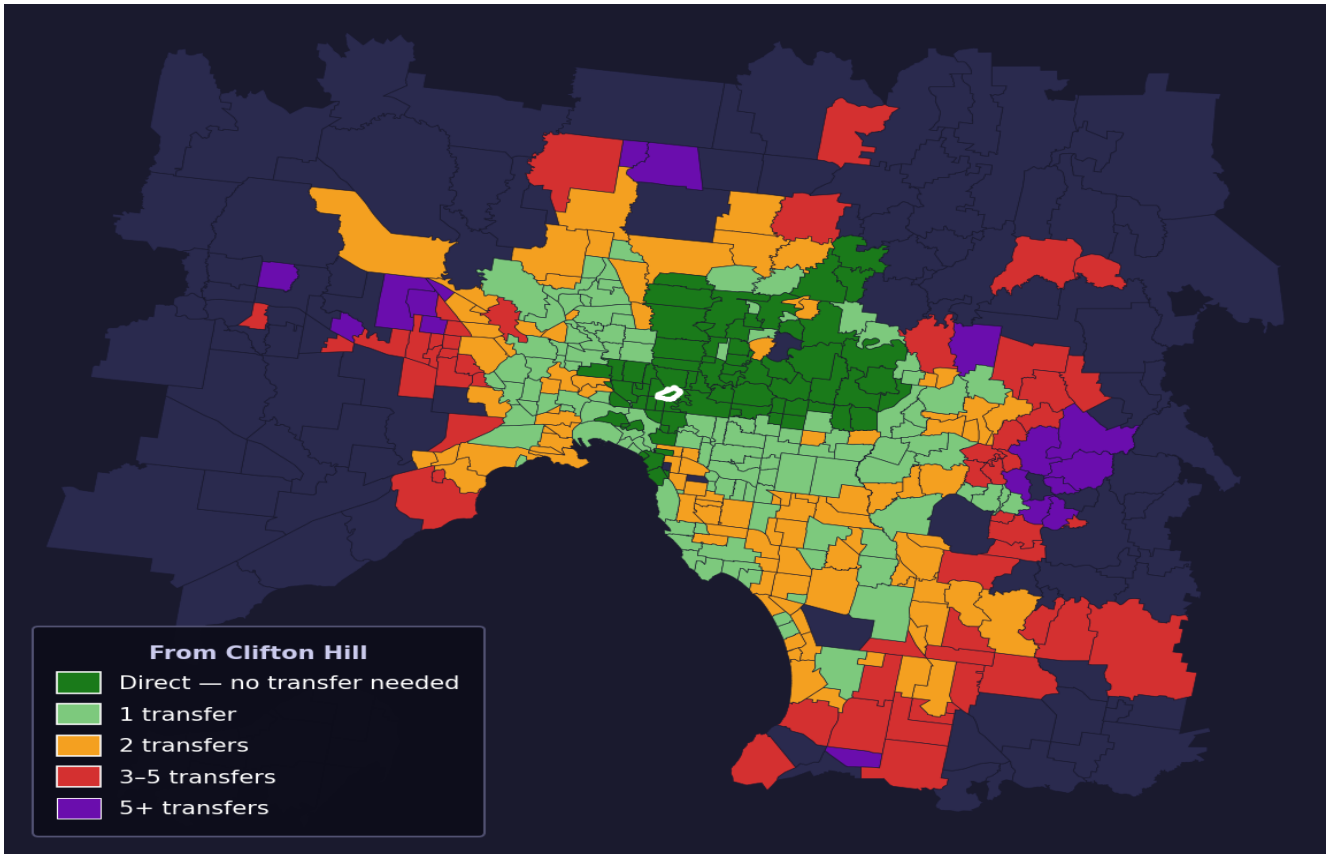 From Clifton Hill
Direct — no transfer needed
1 transfer
2 transfers
3–5 transfers
5+ transfers